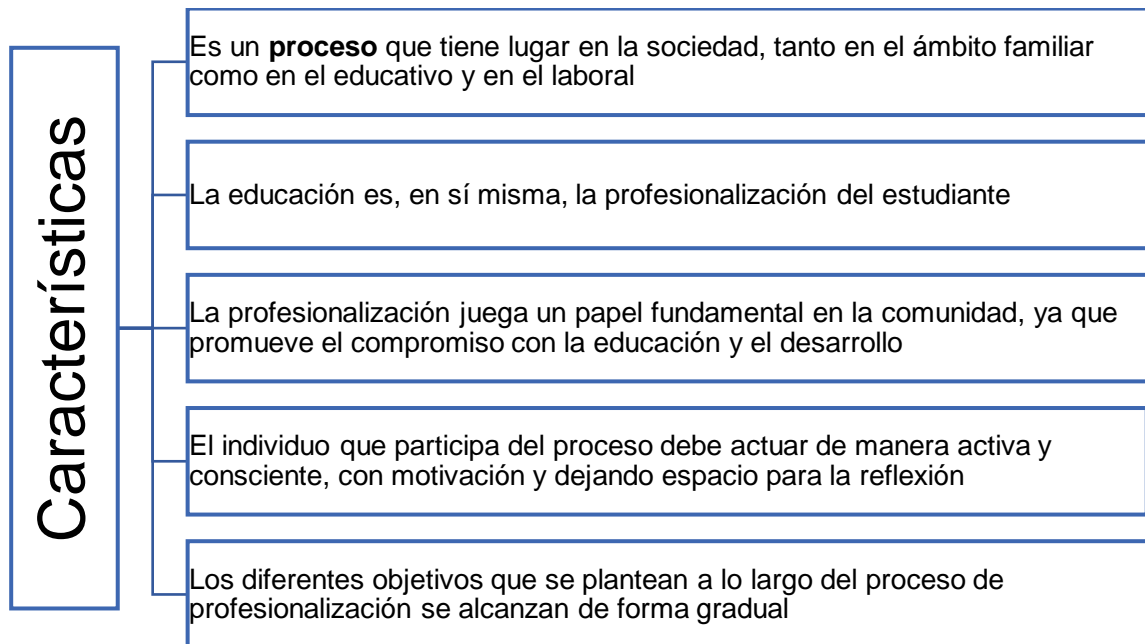 Características
Es un proceso que tiene lugar en la sociedad, tanto en el ámbito familiar
como en el educativo y en el laboral
La educación es, en sí misma, la profesionalización del estudiante
La profesionalización juega un papel fundamental en la comunidad, ya que
promueve el compromiso con la educación y el desarrollo
El individuo que participa del proceso debe actuar de manera activa y
consciente, con motivación y dejando espacio para la reflexión
Los diferentes objetivos que se plantean a lo largo del proceso de
profesionalización se alcanzan de forma gradual